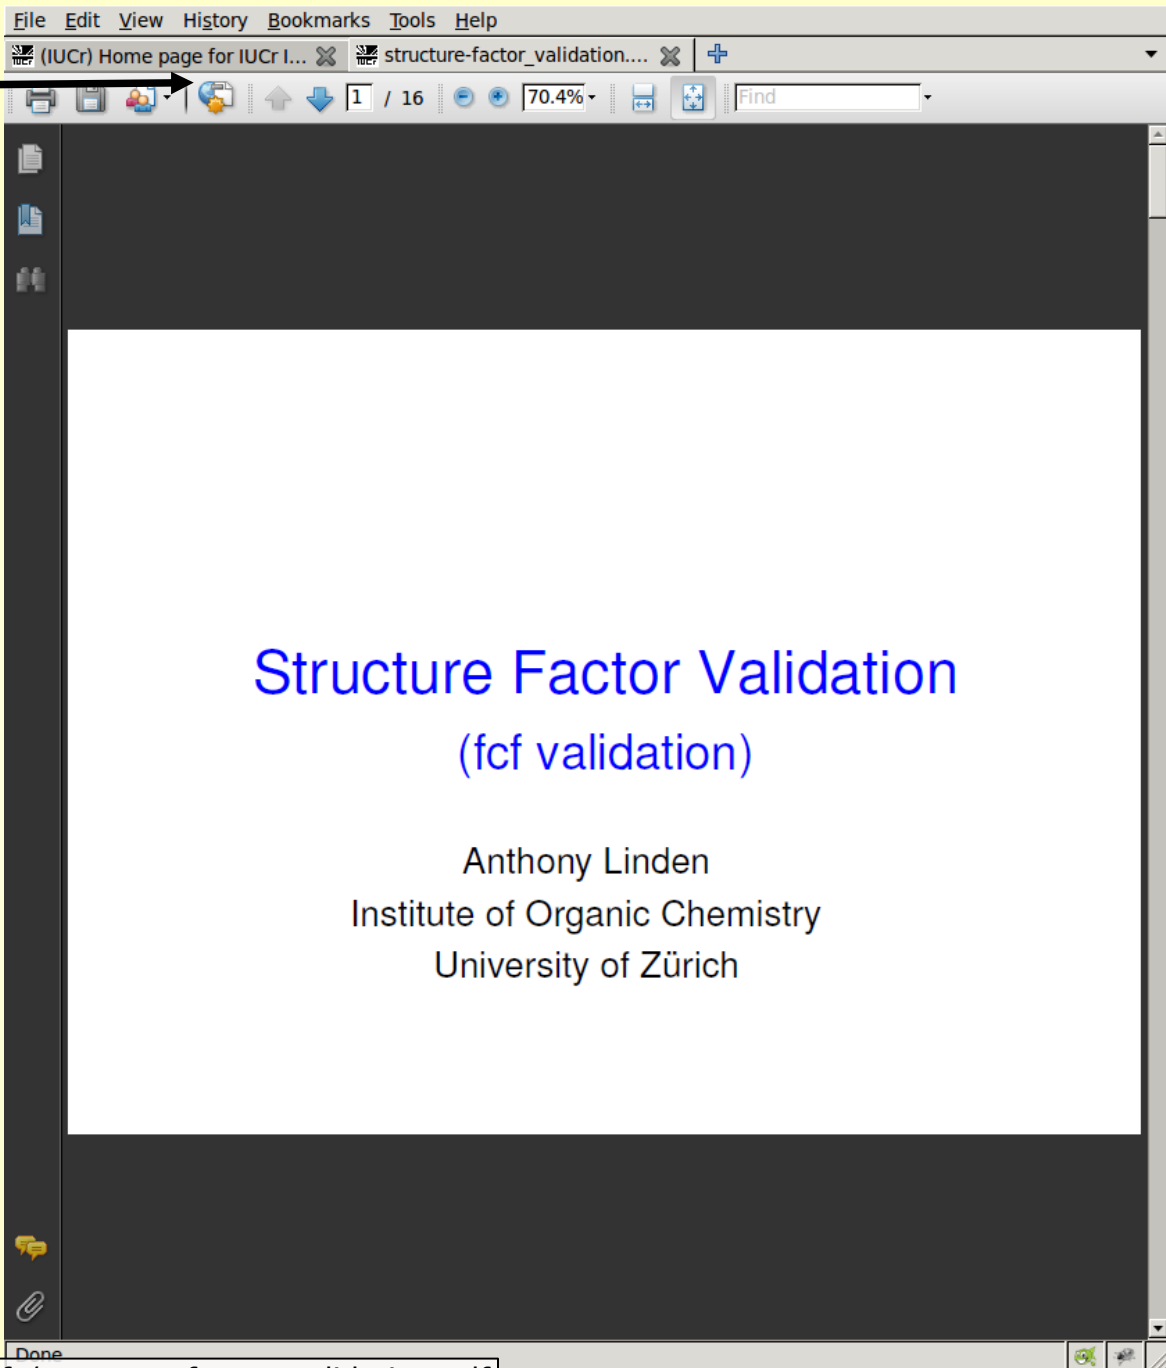 File Edit View History Bookmarks Tools Help
(IUCr) Home page for IUCr I... structure-factor_validation....
1 / 16 70.4% Find
Structure Factor Validation
(fcf validation)
Anthony Linden
Institute of Organic Chemistry
University of Zürich
Done